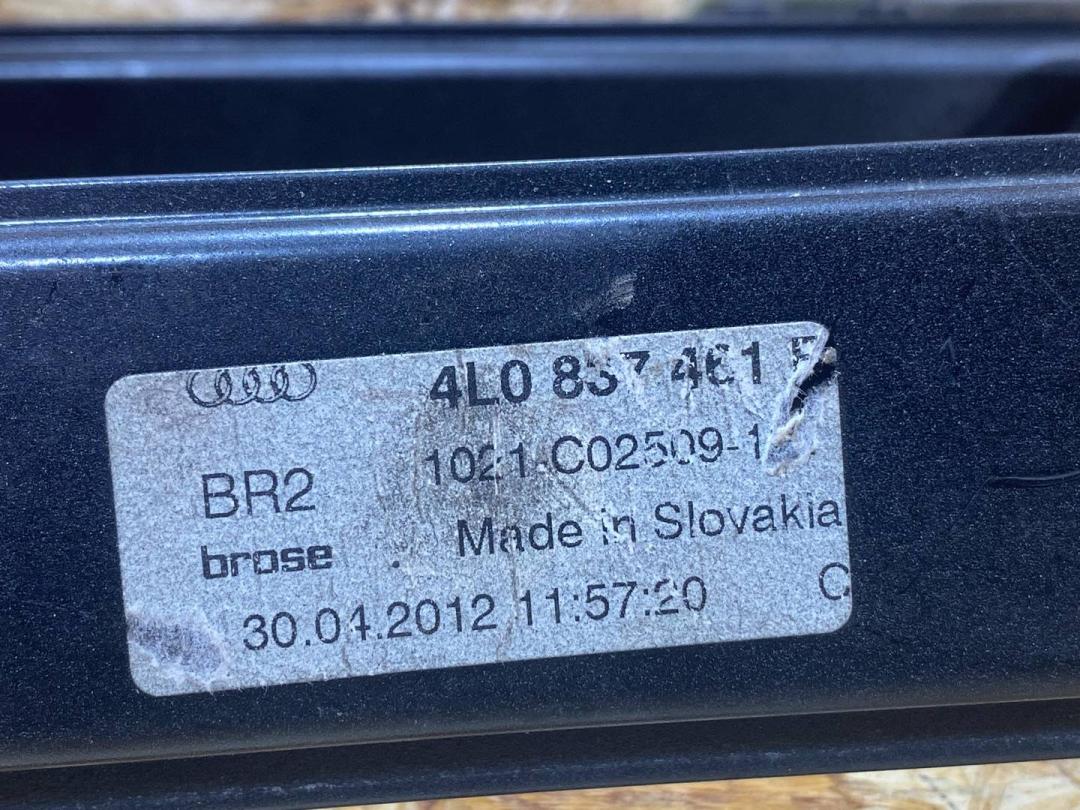 4L0 837 461
1021-C02509-1
BR2
Made in Slovakia
brose
30.04.2012 11:57:20
C